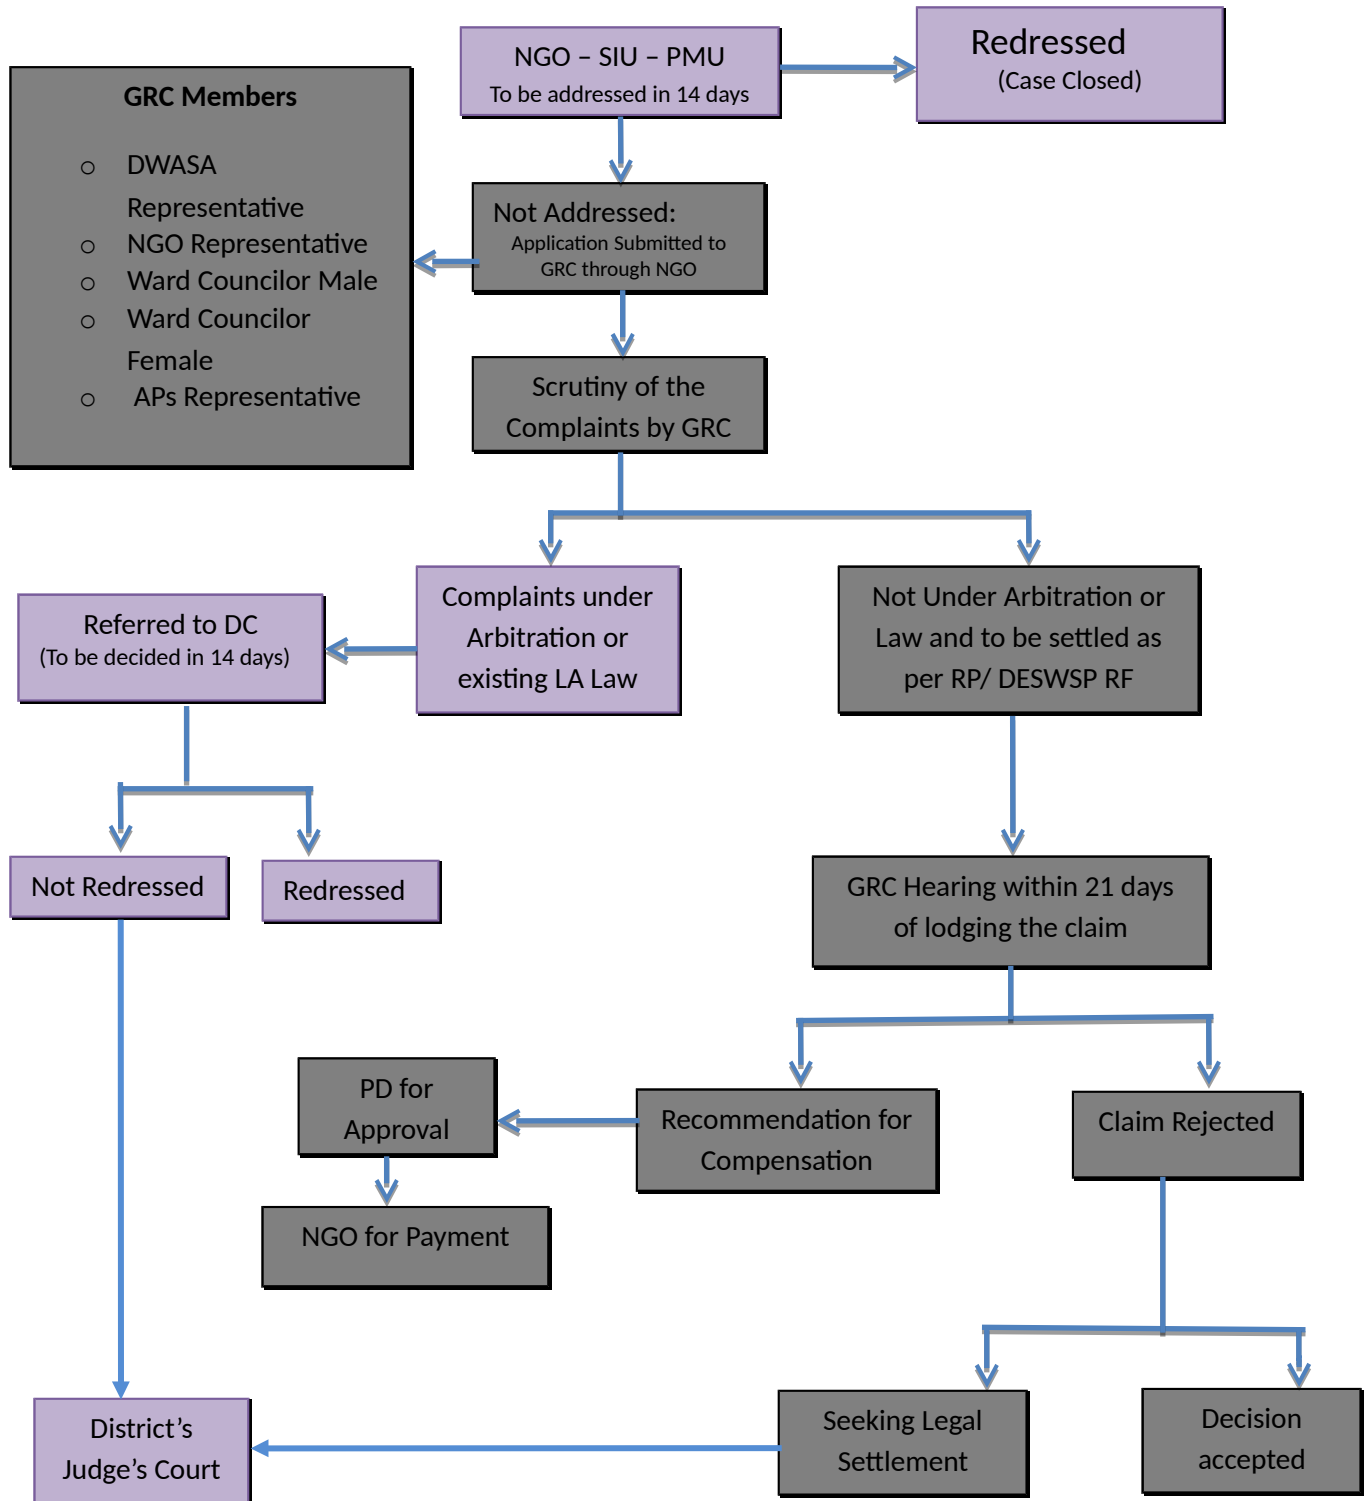 NGO – SIU – PMU
To be addressed in 14 days
Redressed
(Case Closed)
GRC Members
○ DWASA
Representative
○ NGO Representative
○ Ward Councilor Male
○ Ward Councilor
Female
○ APs Representative
Not Addressed:
Application Submitted to
GRC through NGO
Scrutiny of the
Complaints by GRC
Complaints under
Arbitration or
existing LA Law
Not Under Arbitration or
Law and to be settled as
per RP/ DESWSP RF
Referred to DC
(To be decided in 14 days)
Not Redressed
Redressed
GRC Hearing within 21 days
of lodging the claim
PD for
Approval
Recommendation for
Compensation
Claim Rejected
NGO for Payment
District’s
Judge’s Court
Seeking Legal
Settlement
Decision
accepted